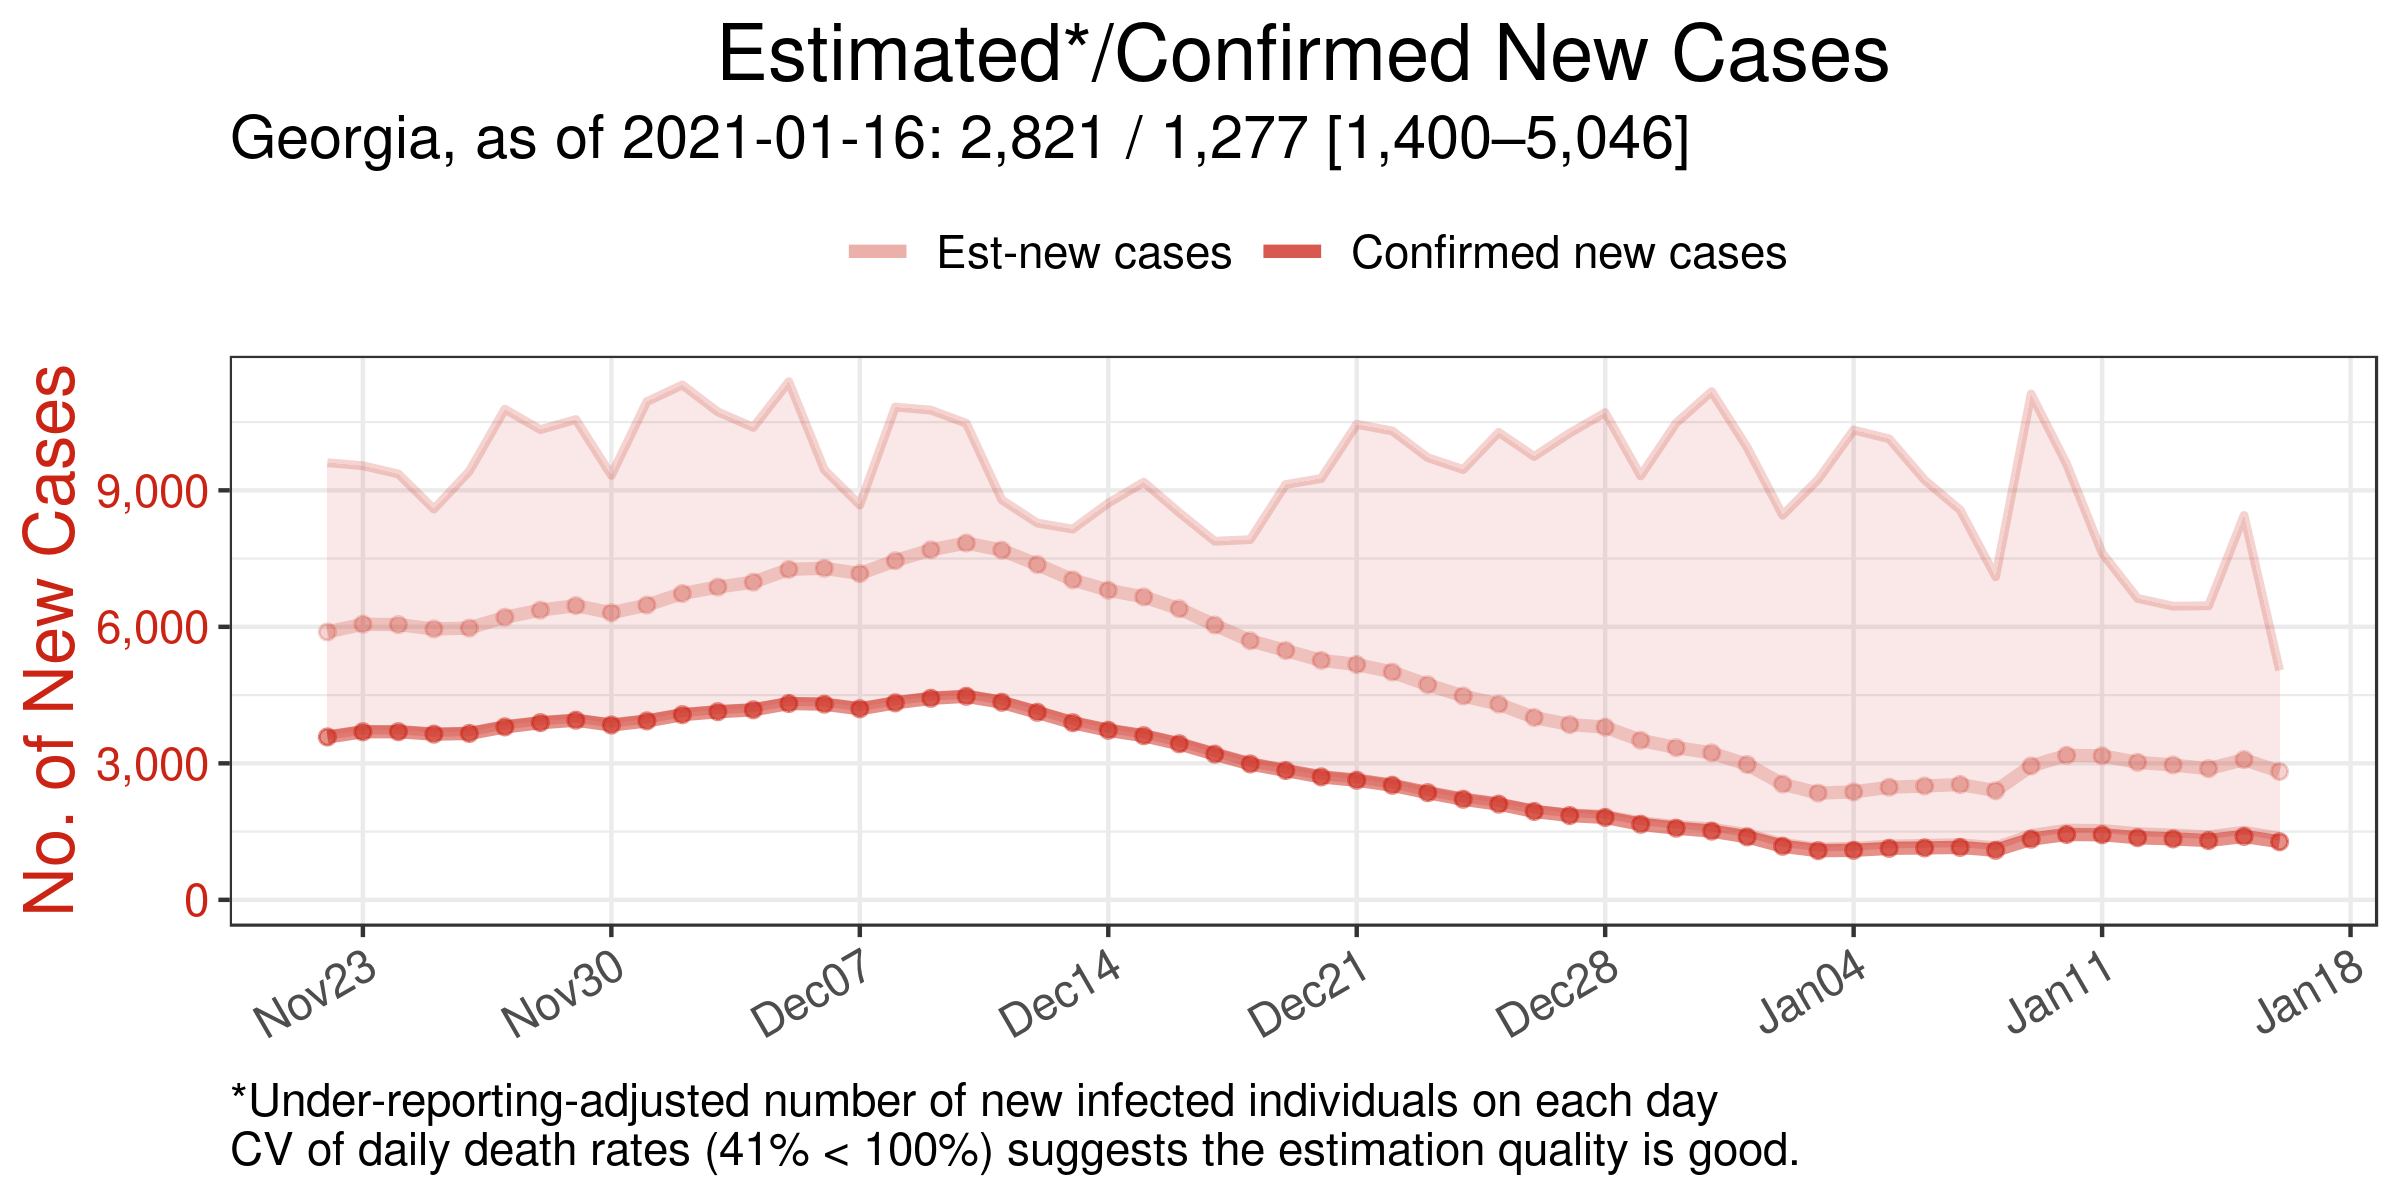 Estimated*/Confirmed New Cases
Georgia, as of 2021-01-16: 2,821 / 1,277 [1,400–5,046]
Est-new cases
Confirmed new cases
No. of New Cases
9,000
6,000
3,000
0
Nov23
Nov30
Dec07
Dec14
Dec21
Dec28
Jan04
Jan11
Jan18
*Under-reporting-adjusted number of new infected individuals on each day
CV of daily death rates (41% < 100%) suggests the estimation quality is good.